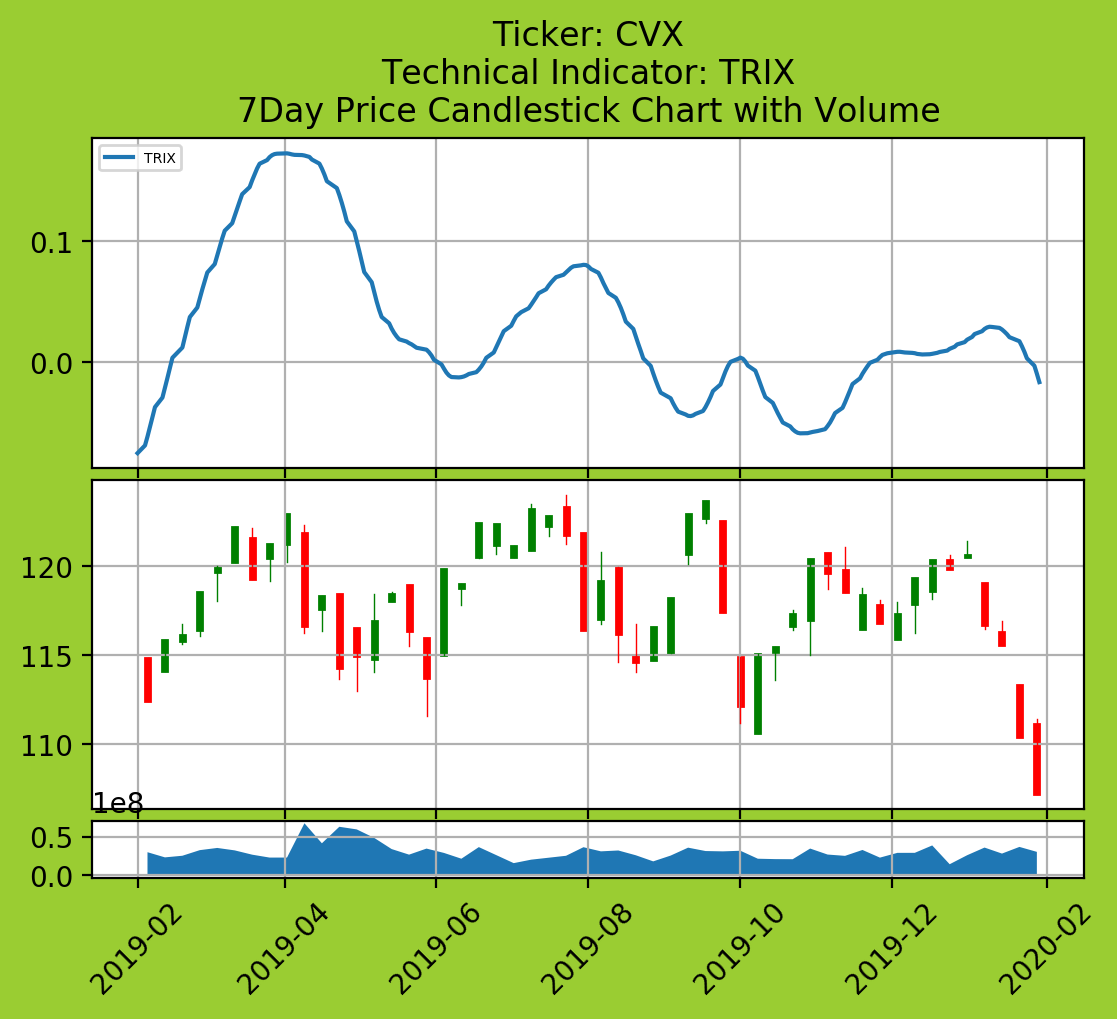 Ticker: CVX
Technical Indicator: TRIX
7Day Price Candlestick Chart with Volume
TRIX
0.1
0.0
120
115
110
1e8
0.5
0.0
2019-02
2019-04
2019-06
2019-08
2019-10
2019-12
2020-02